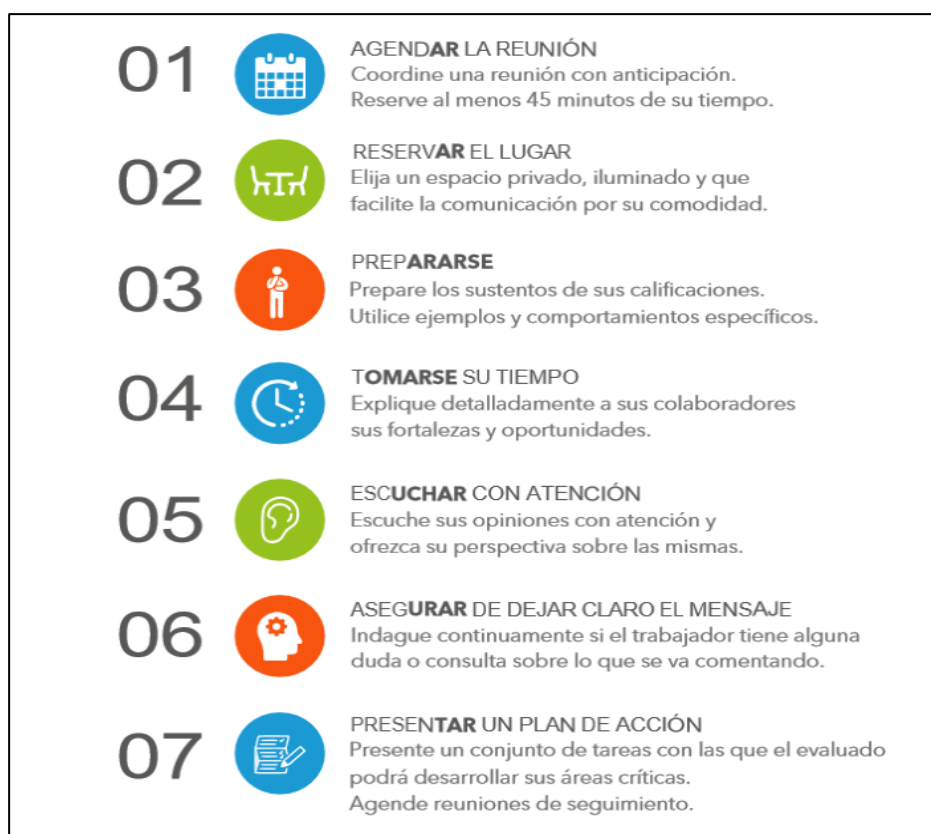 01
AGENDAR LA REUNIÓN
Coordine una reunión con anticipación.
Reserve al menos 45 minutos de su tiempo.
02
RESERVAR EL LUGAR
Elija un espacio privado, iluminado y que
facilite la comunicación por su comodidad.
03
PREPARARSE
Prepare los sustentos de sus calificaciones.
Utilice ejemplos y comportamientos específicos.
04
TOMARSE SU TIEMPO
Explique detalladamente a sus colaboradores
sus fortalezas y oportunidades.
05
ESCUCHAR CON ATENCIÓN
Escuche sus opiniones con atención y
ofrezca su perspectiva sobre las mismas.
06
ASEGURAR DE DEJAR CLARO EL MENSAJE
Indague continuamente si el trabajador tiene alguna
duda o consulta sobre lo que se va comentando.
07
PRESENTAR UN PLAN DE ACCIÓN
Presente un conjunto de tareas con las que el evaluado
podrá desarrollar sus áreas críticas.
Agende reuniones de seguimiento.